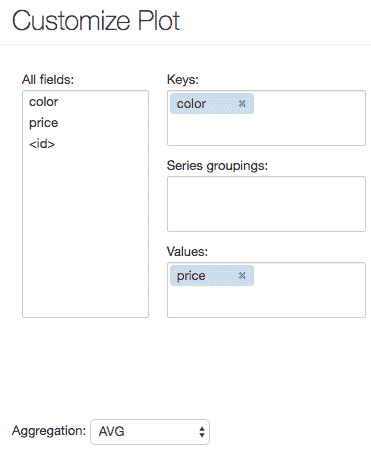 Customize Plot
All fields:
color
price
<id>
Keys:
color ×
Series groupings:
Values:
price ×
Aggregation: AVG